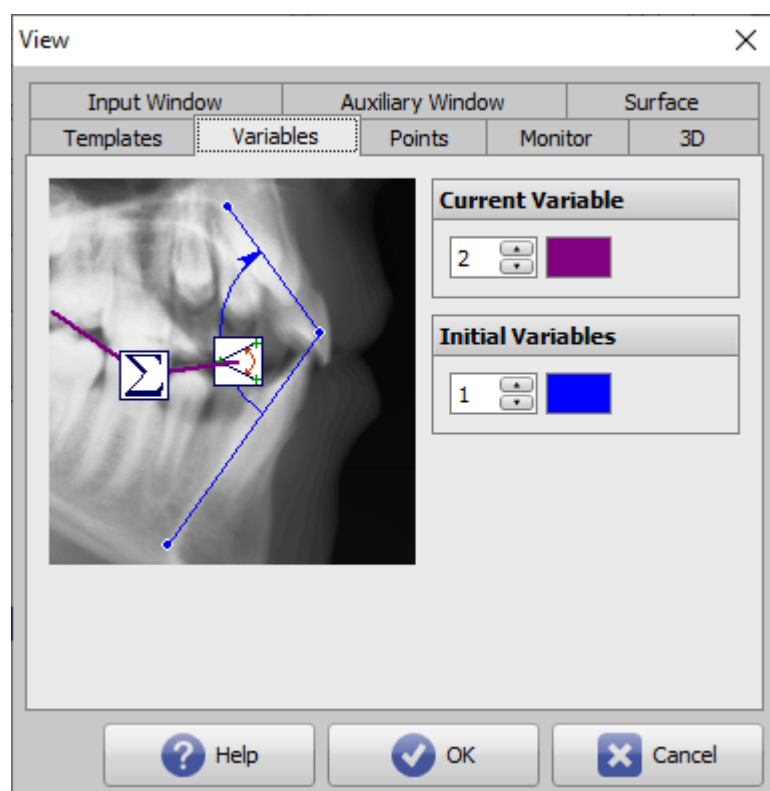 View
Input Window Auxiliary Window Surface
Templates Variables Points Monitor 3D
Current Variable
2
Initial Variables
1
Σ
? Help OK Cancel